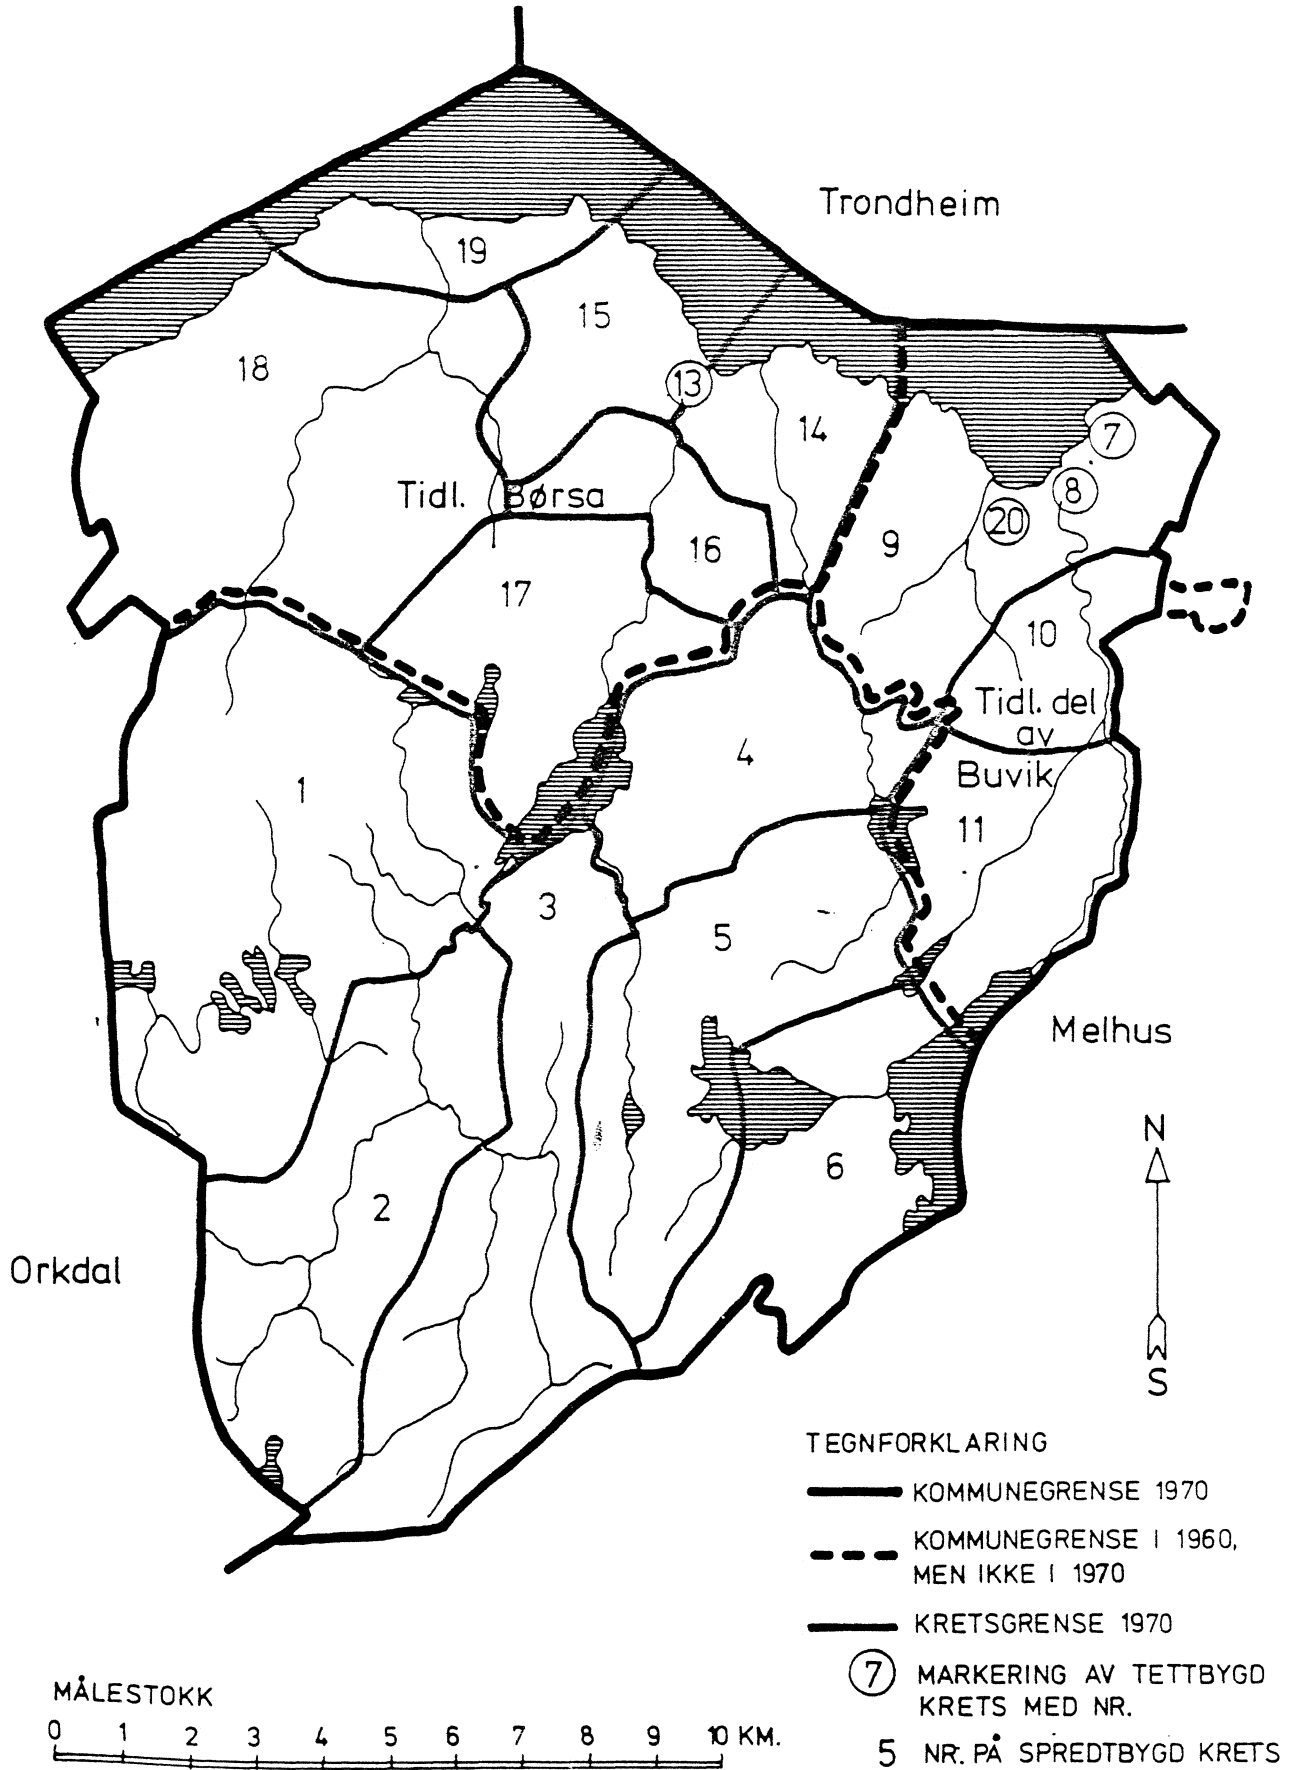 Trondheim
19
15
18
13
14
7
8
Tidl. Børsa
20
9
16
17
10
Tidl. del
av
4
Buvik
1
11
3
5
Melhus
N
6
2
Orkdal
S
TEGNFORKLARING
KOMMUNEGRENSE 1970
KOMMUNEGRENSE I 1960,
MEN IKKE I 1970
KRETSGRENSE 1970
7 MARKERING AV TETTBYGD
KRETS MED NR.
5 NR. PÅ SPREDTBYGD KRETS
MÅLESTOKK
0 1 2 3 4 5 6 7 8 9 10 KM.